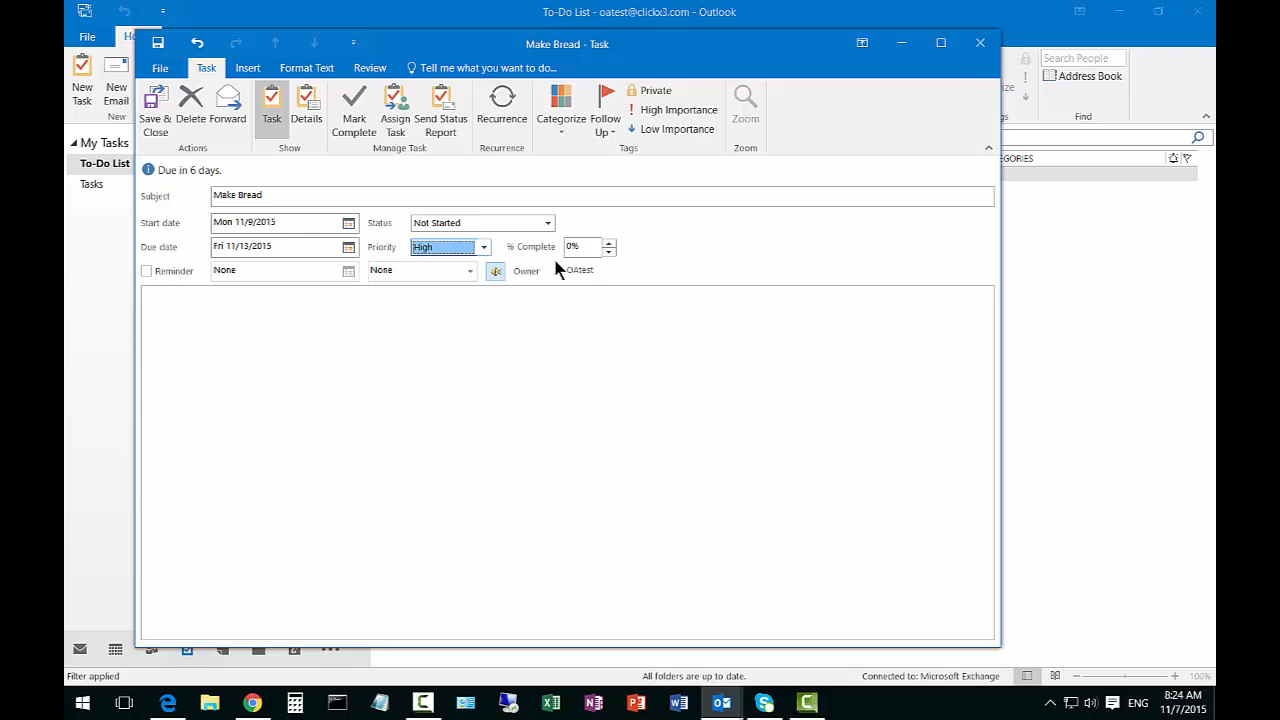 To-Do List - oatest@clickx3.com - Outlook
File
Make Bread - Task
File
Task
Insert
Format Text
Review
Tell me what you want to do...
Search People
Address Book
Find
New Task
New Email
New
Save & Close
Delete
Forward
Actions
Task
Details
Show
Mark Complete
Assign Task
Send Status Report
Manage Task
Recurrence
Recurrence
Categorize
Follow Up
Private
High Importance
Low Importance
Tags
Zoom
Zoom
My Tasks
To-Do List
Tasks
Due in 6 days.
Subject
Make Bread
Start date
Mon 11/9/2015
Status
Not Started
Due date
Fri 11/13/2015
Priority
High
% Complete
0%
Reminder
None
None
Owner
OAtest
Filter applied
All folders are up to date.
Connected to: Microsoft Exchange
100%
ENG
8:24 AM
11/7/2015